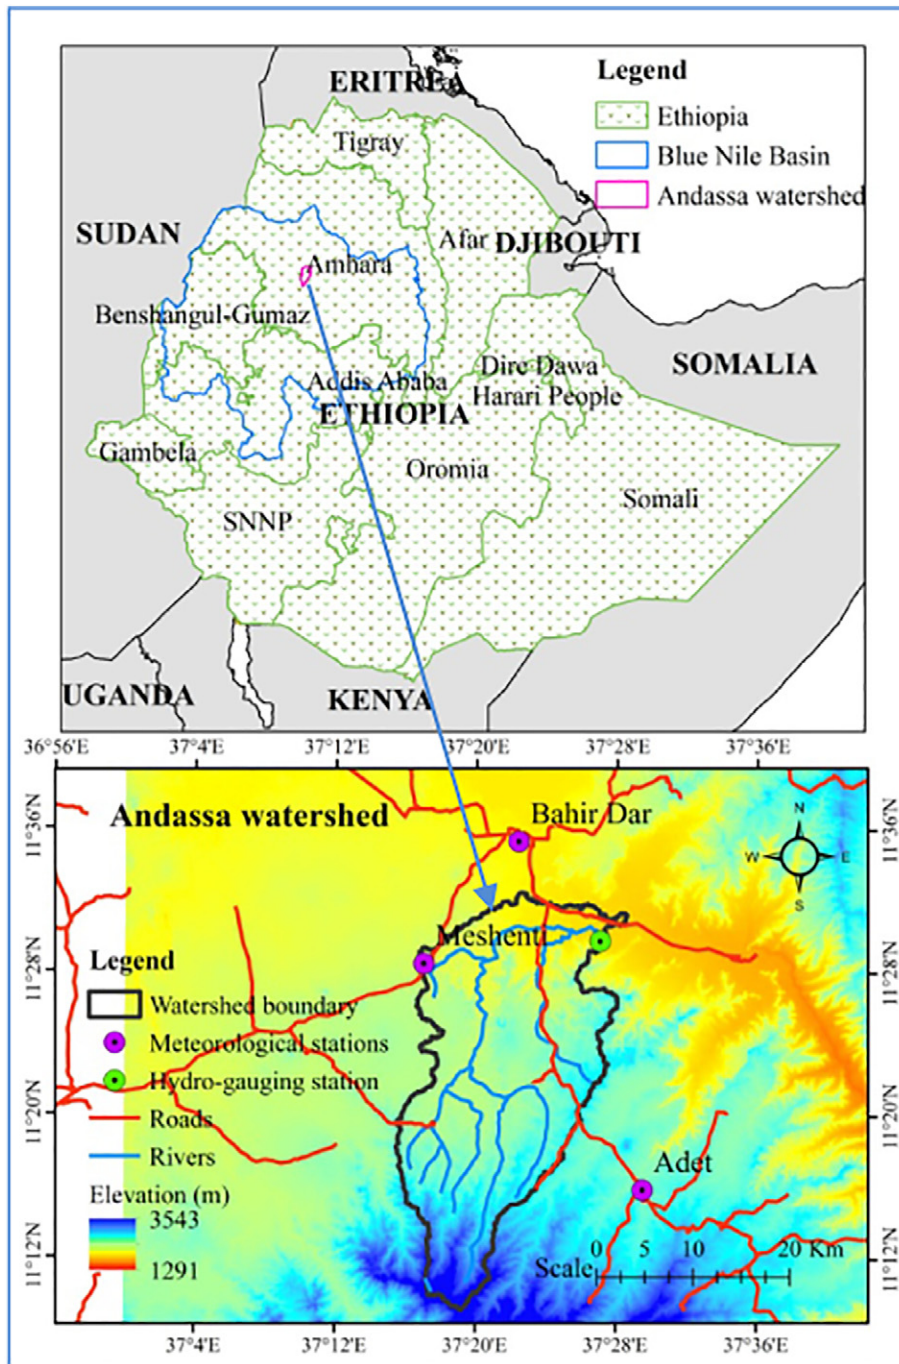 ERITREA
Legend
Ethiopia
Blue Nile Basin
Andassa watershed
Tigray
SUDAN
Afar
DJIBOUTI
Amhara
Benshangul-Gumaz
SOMALIA
Dire Dawa
Addis Ababa
Harari People
ETHIOPIA
Gambela
Oromia
Somali
SNNP
UGANDA
KENYA
36°56'E 37°4'E 37°12'E 37°20'E 37°28'E 37°36'E
Andassa watershed
Bahir Dar
N
W E
S
11°36'N
11°36'N
Meshenti
Legend
11°28'N
11°28'N
Watershed boundary
Meteorological stations
Hydro-gauging station
Roads
Rivers
11°20'N
11°20'N
Adet
Elevation (m)
3543
1291
0 5 10 20 Km
Scale
11°12'N
11°12'N
37°4'E 37°12'E 37°20'E 37°28'E 37°36'E